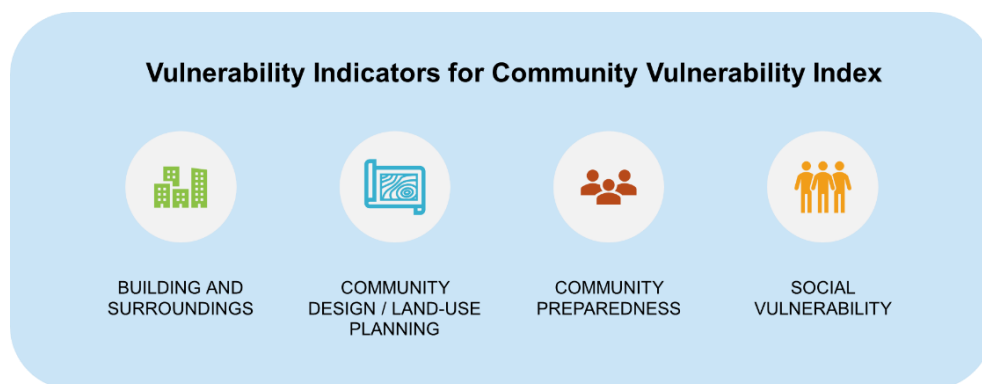 Vulnerability Indicators for Community Vulnerability Index
BUILDING AND
SURROUNDINGS
COMMUNITY
DESIGN / LAND-USE
PLANNING
COMMUNITY
PREPAREDNESS
SOCIAL
VULNERABILITY